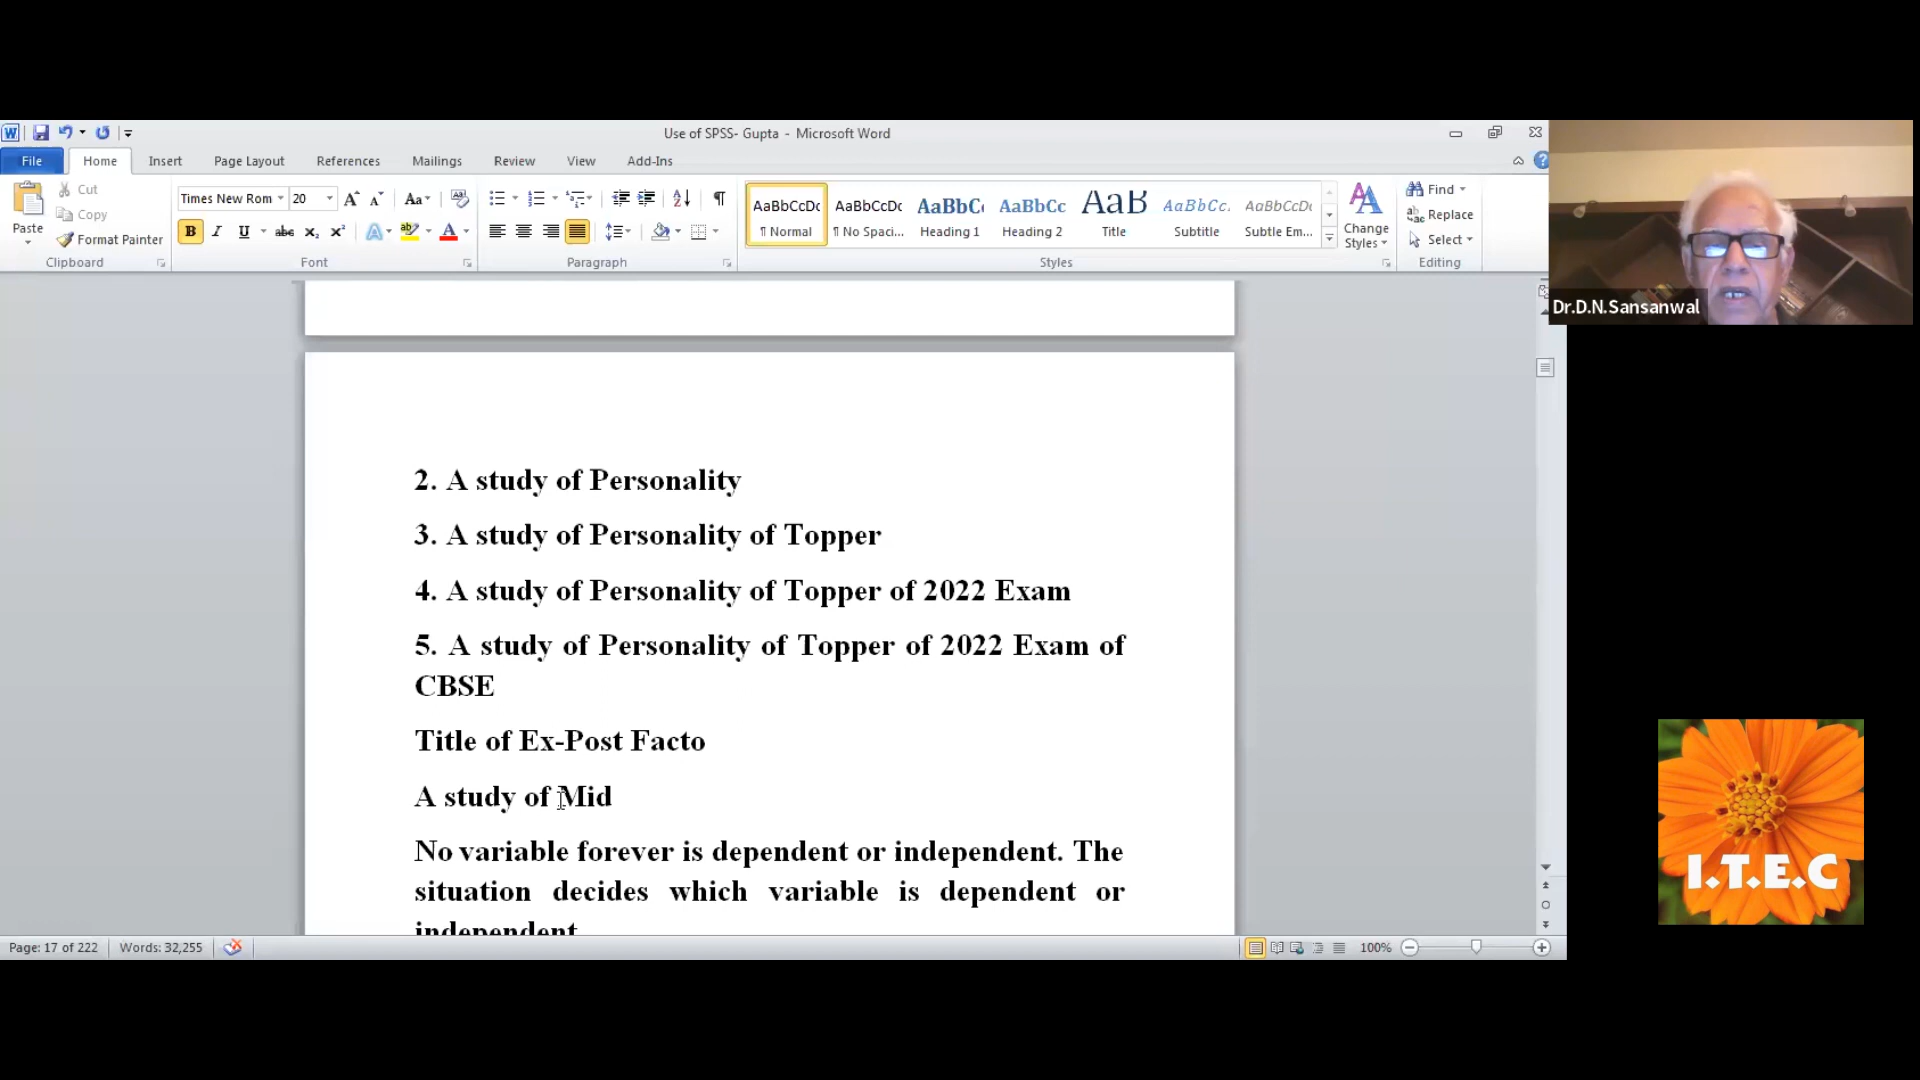 Use of SPSS- Gupta - Microsoft Word
File Home Insert Page Layout References Mailings Review View Add-Ins
Paste
Cut
Copy
Format Painter
Clipboard
Times New Rom 20
Font
Paragraph
AaBbCcDc AaBbCcDc AaBbC AaBbCc AaB AaBbCc. AaBbCcDc
¶ Normal ¶ No Spaci... Heading 1 Heading 2 Title Subtitle Subtle Em...
Styles
Change
Styles
Find
Replace
Select
Editing
Dr.D.N.Sansanwal
2. A study of Personality
3. A study of Personality of Topper
4. A study of Personality of Topper of 2022 Exam
5. A study of Personality of Topper of 2022 Exam of
CBSE
Title of Ex-Post Facto
A study of Mid
No variable forever is dependent or independent. The
situation decides which variable is dependent or
independent
I.T.E.C
Page: 17 of 222 Words: 32,255 100%